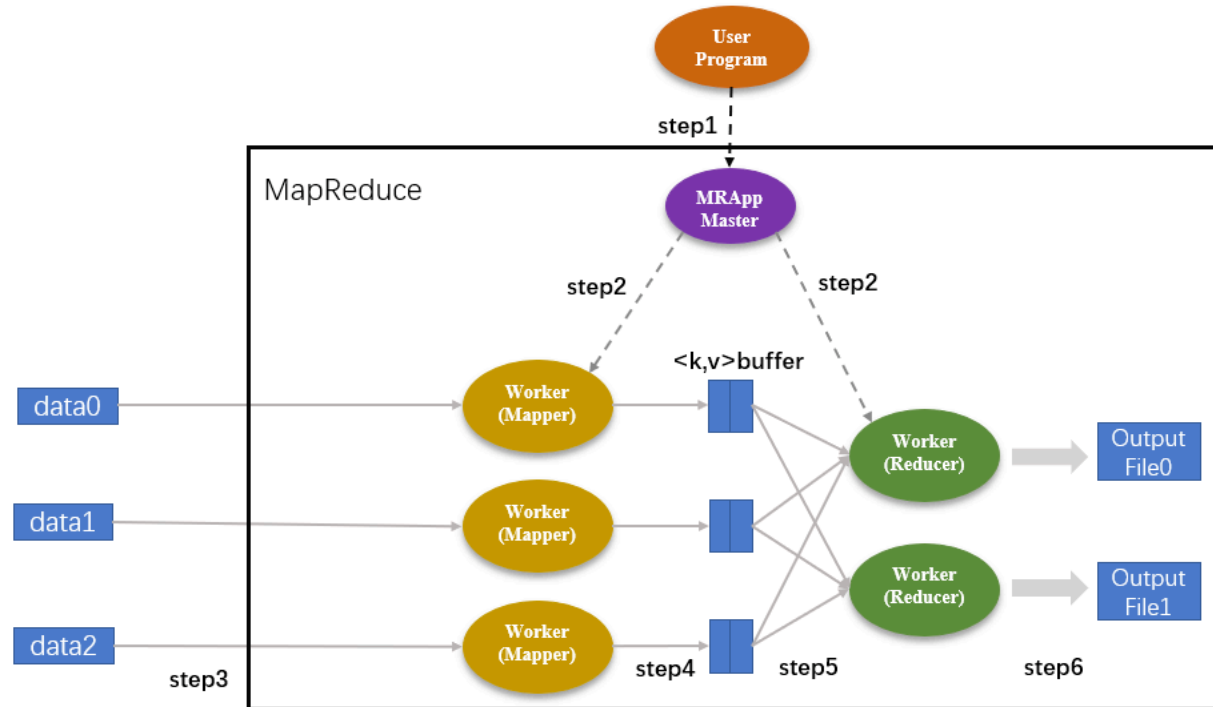 User
Program
step1
MapReduce
MRApp
Master
step2
step2
<k,v>buffer
data0
Worker
(Mapper)
Worker
(Reducer)
Output
File0
data1
Worker
(Mapper)
Worker
(Reducer)
Output
File1
data2
Worker
(Mapper)
step3
step4
step5
step6